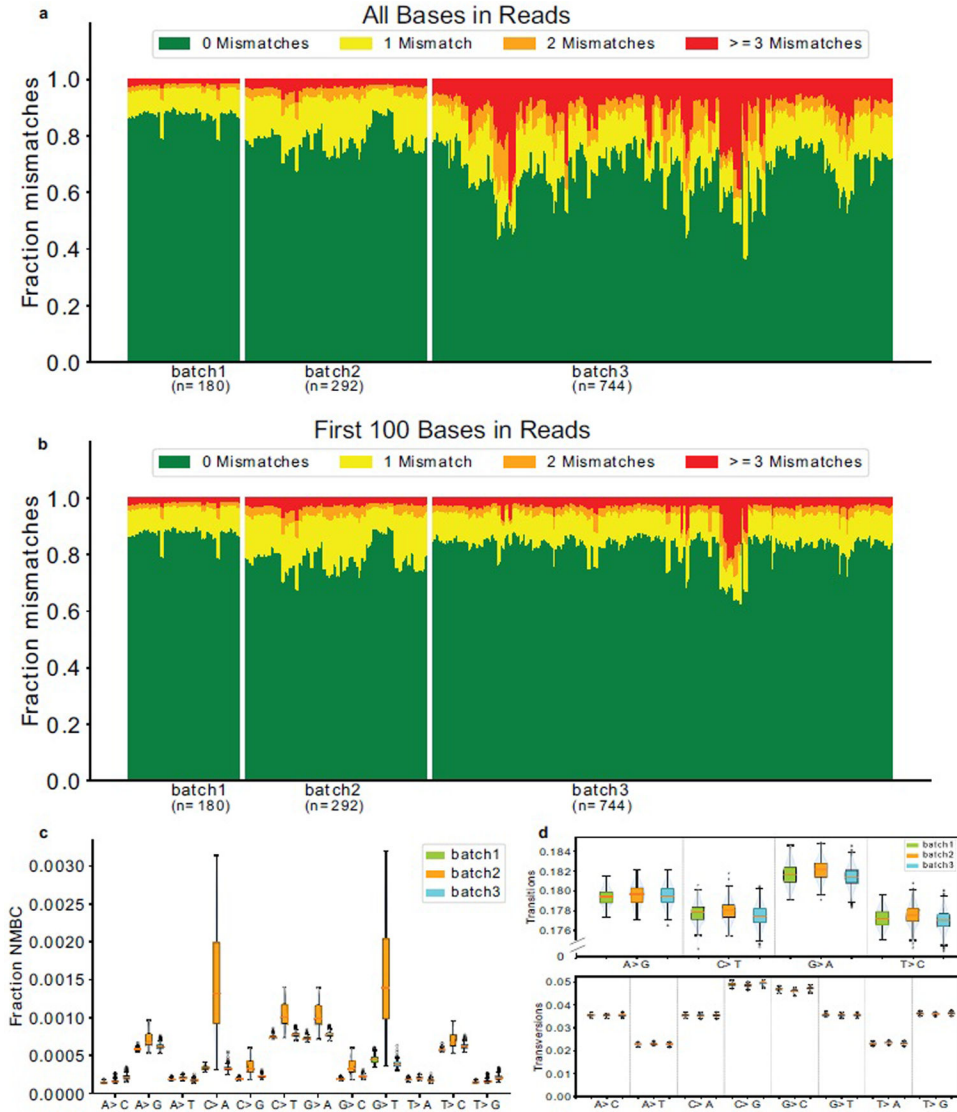 a
All Bases in Reads
0 Mismatches 1 Mismatch 2 Mismatches >=3 Mismatches
Fraction mismatches
1.0
0.8
0.6
0.4
0.2
0.0
batch1 batch2 batch3
(n=180) (n=292) (n=744)
b
First 100 Bases in Reads
0 Mismatches 1 Mismatch 2 Mismatches >=3 Mismatches
Fraction mismatches
1.0
0.8
0.6
0.4
0.2
0.0
batch1 batch2 batch3
(n=180) (n=292) (n=744)
c
Fraction NMBC
0.0030
0.0025
0.0020
0.0015
0.0010
0.0005
0.0000
batch1
batch2
batch3
A>C A>G A>T C>A C>G C>T G>A G>C G>T T>A T>C T>G
d
Transitions
0.184
0.180
0.178
0.176
0
batch1
batch2
batch3
A>G C>T G>A T>C
Transversions
0.05
0.04
0.03
0.02
0.01
0.00
A>C A>T C>A C>G G>C G>T T>A T>G